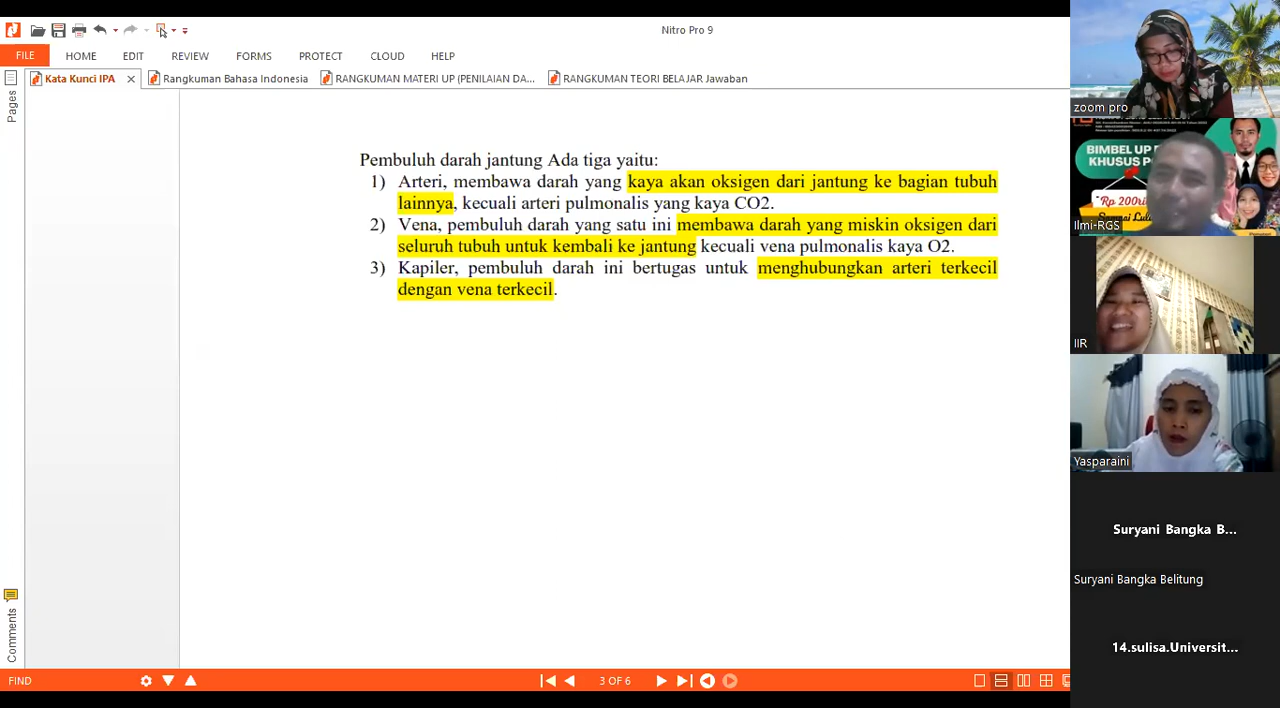 Nitro Pro 9
FILE HOME EDIT REVIEW FORMS PROTECT CLOUD HELP
Kata Kunci IPA × Rangkuman Bahasa Indonesia RANGKUMAN MATERI UP (PENILAIAN DA... RANGKUMAN TEORI BELAJAR Jawaban
Pages
Pembuluh darah jantung Ada tiga yaitu:
1) Arteri, membawa darah yang kaya akan oksigen dari jantung ke bagian tubuh
lainnya, kecuali arteri pulmonalis yang kaya CO2.
2) Vena, pembuluh darah yang satu ini membawa darah yang miskin oksigen dari
seluruh tubuh untuk kembali ke jantung kecuali vena pulmonalis kaya O2.
3) Kapiler, pembuluh darah ini bertugas untuk menghubungkan arteri terkecil
dengan vena terkecil.
Comments
FIND
3 OF 6
zoom pro
BIMBEL UP
KHUSUS
"Rp 200ri
Ilmi-RGS
IIR
Yasparaini
Suryani Bangka B...
Suryani Bangka Belitung
14.sulisa.Universit...